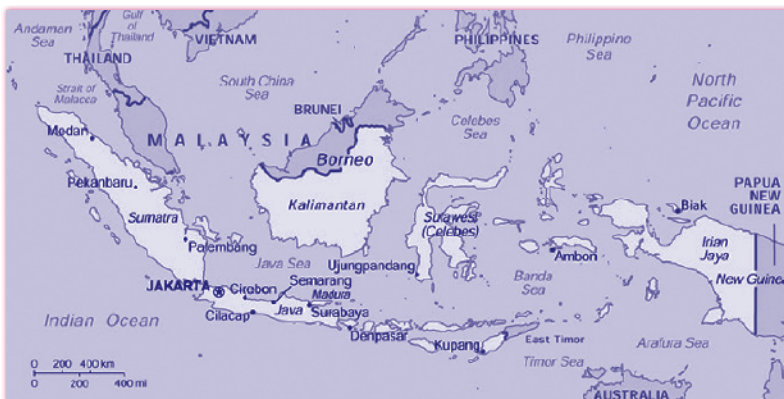 Andaman
Sea
Gulf
of
Thailand
VIETNAM
THAILAND
PHILIPPINES
Philippino
Sea
Strait of
Malacca
South China
Sea
North
Pacific
Ocean
BRUNEI
Celebes
Sea
Medan
MALAYSIA
Borneo
PAPUA
NEW
GUINEA
Pekanbaru
Kalimantan
Biak
Sumatra
Sulawesi
(Celebes)
Irian
Jaya
Palembang
Ambon
Java Sea
Ujungpandang
New Guinea
Banda
Sea
JAKARTA
Cirebon
Semarang
Madura
Java
Surabaya
Cilacap
Indian Ocean
Denpasar
Kupang
East Timor
Timor Sea
Arafura Sea
0 200 400 km
0 200 400 mi
AUSTRALIA